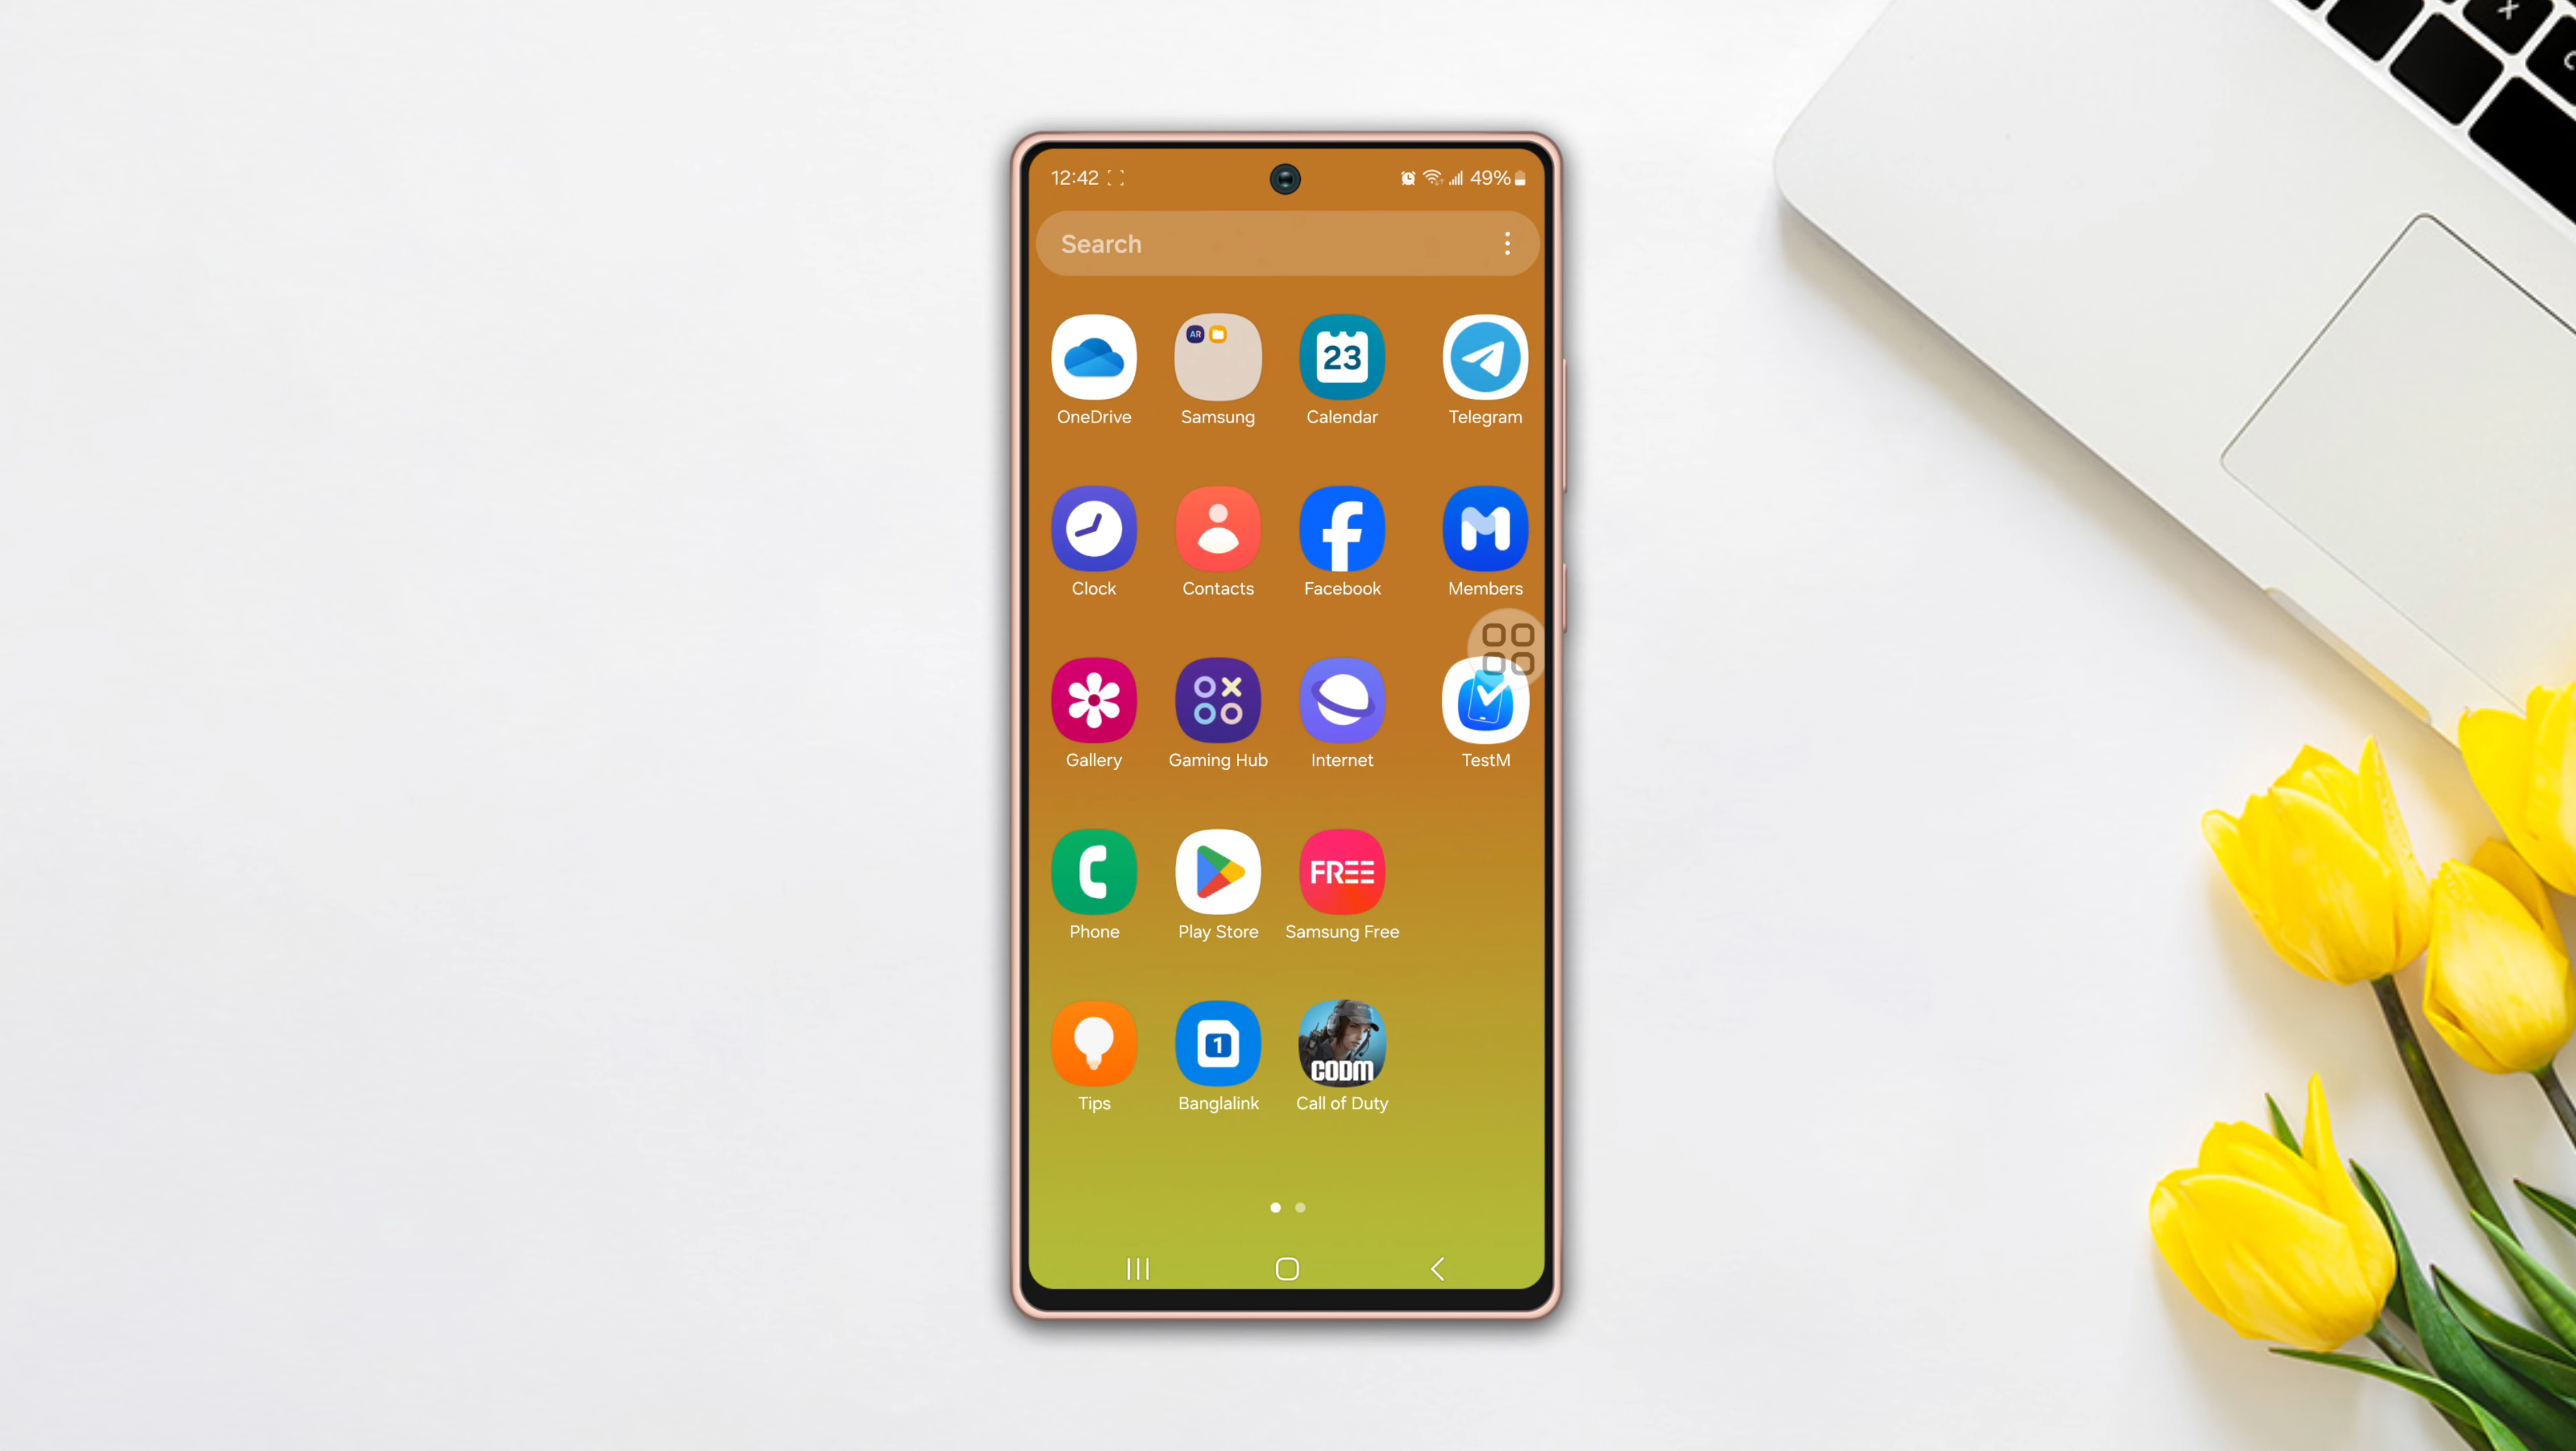 12:42 49%
Search
AR
23
OneDrive Samsung Calendar Telegram
Clock Contacts Facebook Members
Gallery Gaming Hub Internet TestM
FREE
Phone Play Store Samsung Free
1
CODM
Tips Banglalink Call of Duty
X